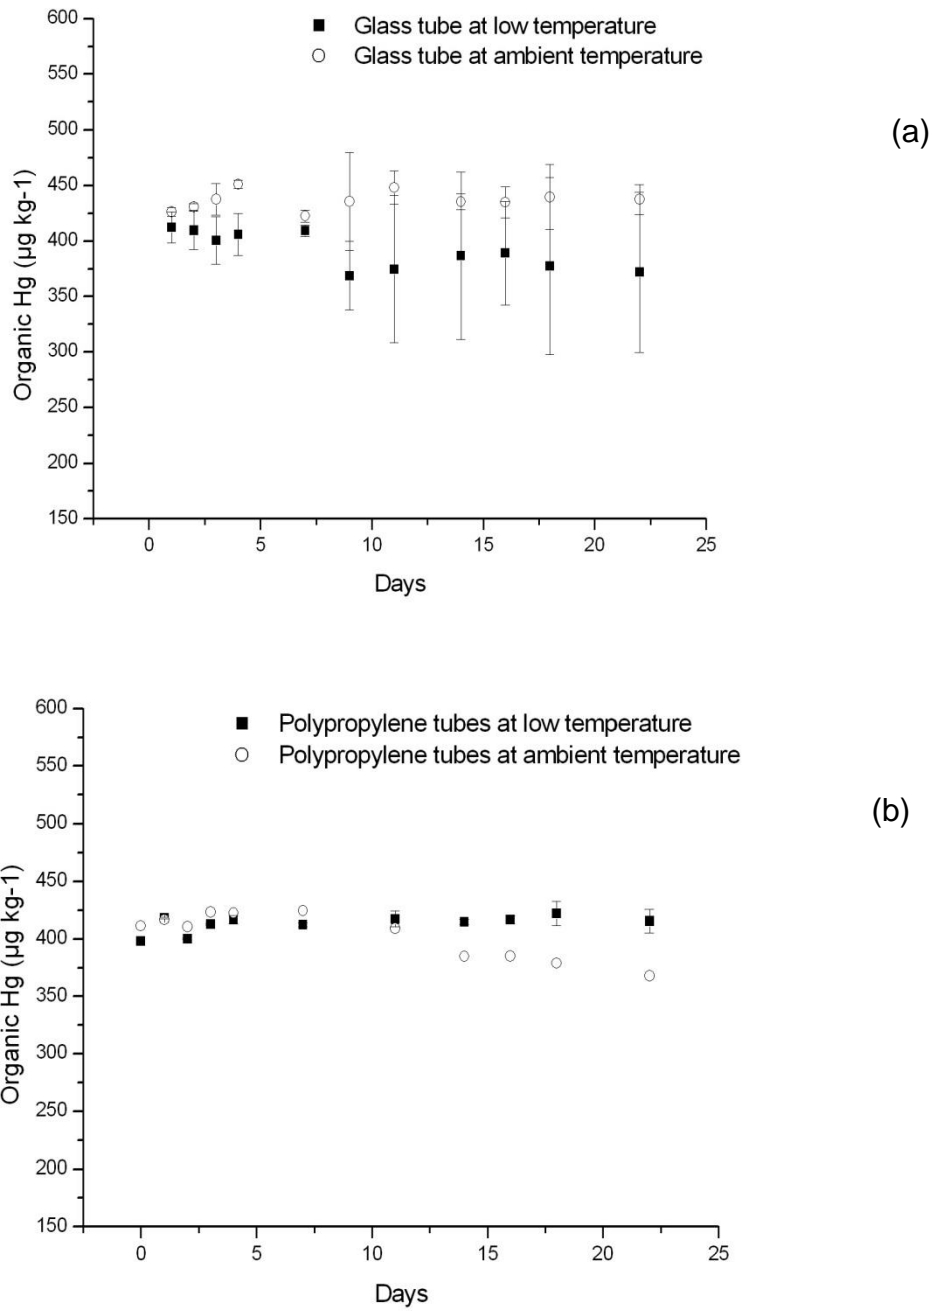 Glass tube at low temperature
Glass tube at ambient temperature
(a)
600
550
500
450
400
350
300
250
200
150
Organic Hg (µg kg-1)
0 5 10 15 20 25
Days
Polypropylene tubes at low temperature
Polypropylene tubes at ambient temperature
(b)
600
550
500
450
400
350
300
250
200
150
Organic Hg (µg kg-1)
0 5 10 15 20 25
Days